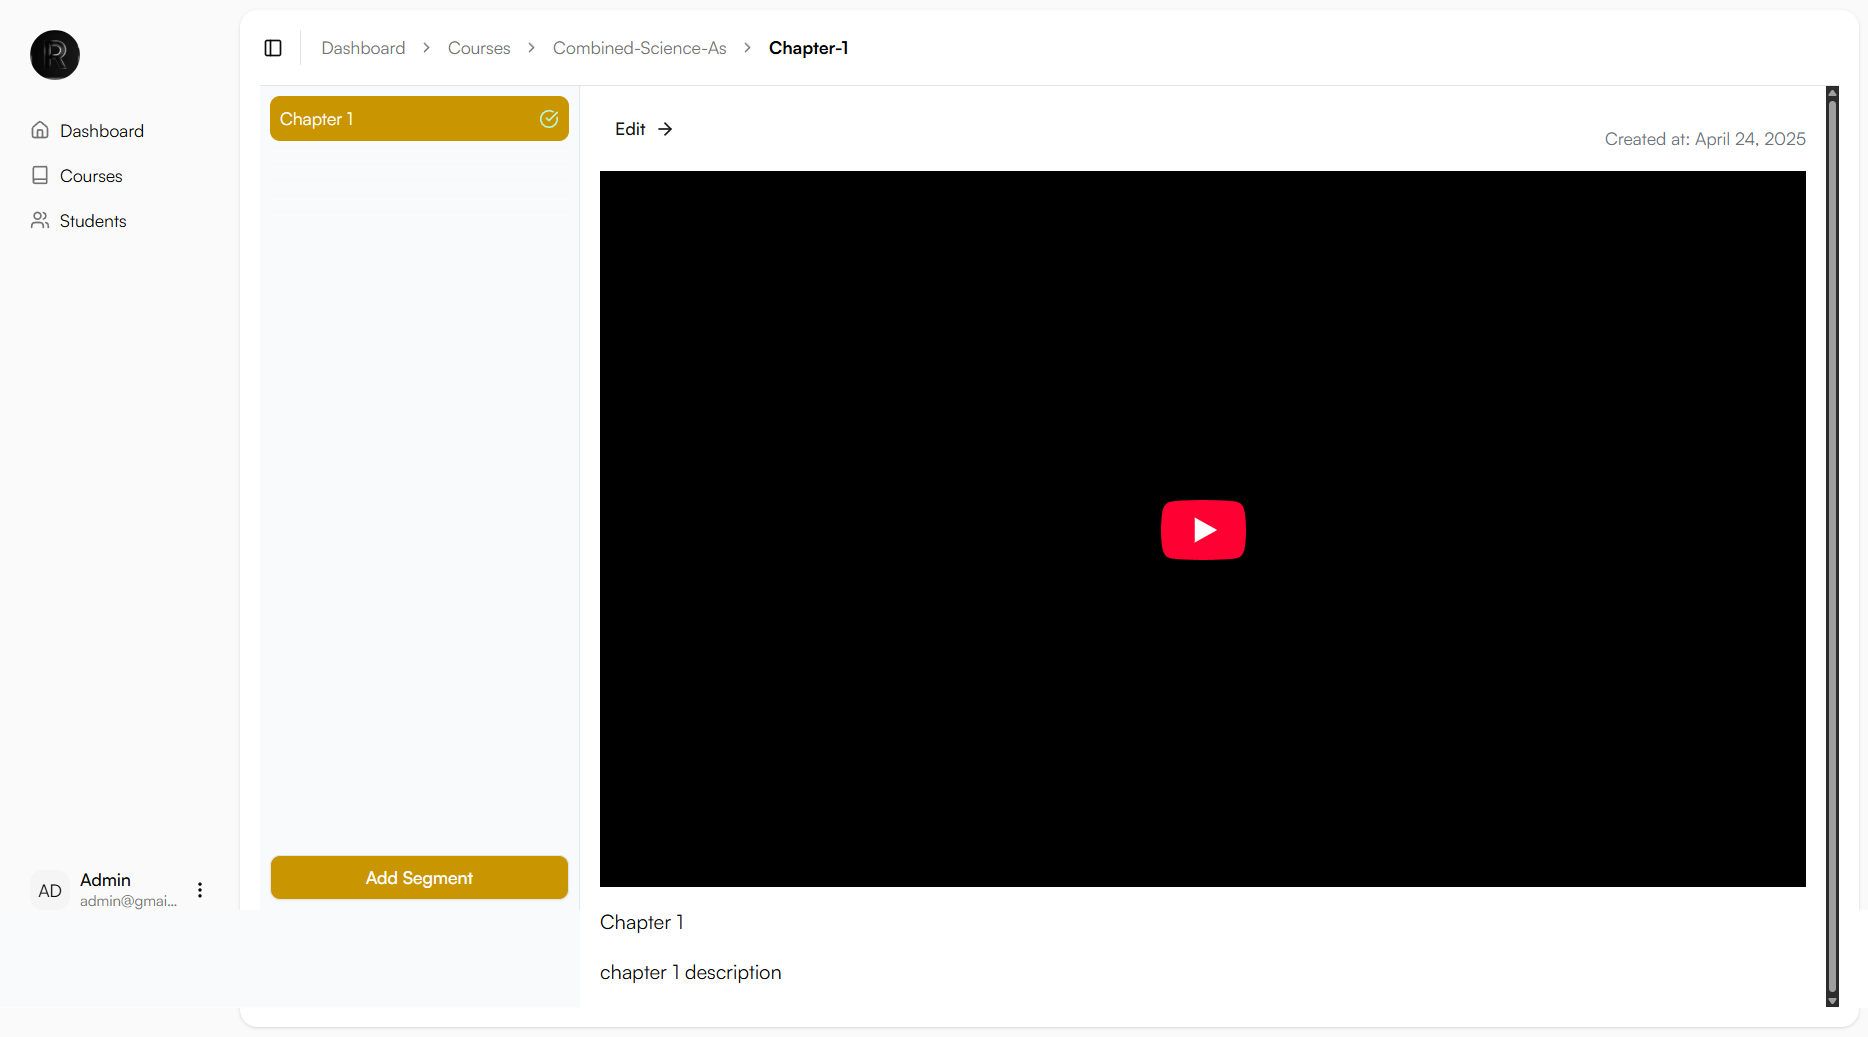 R
Dashboard
Courses
Students
AD
Admin
admin@gmai...
Dashboard > Courses > Combined-Science-As > Chapter-1
Chapter 1
Add Segment
Edit →
Created at: April 24, 2025
Chapter 1
chapter 1 description